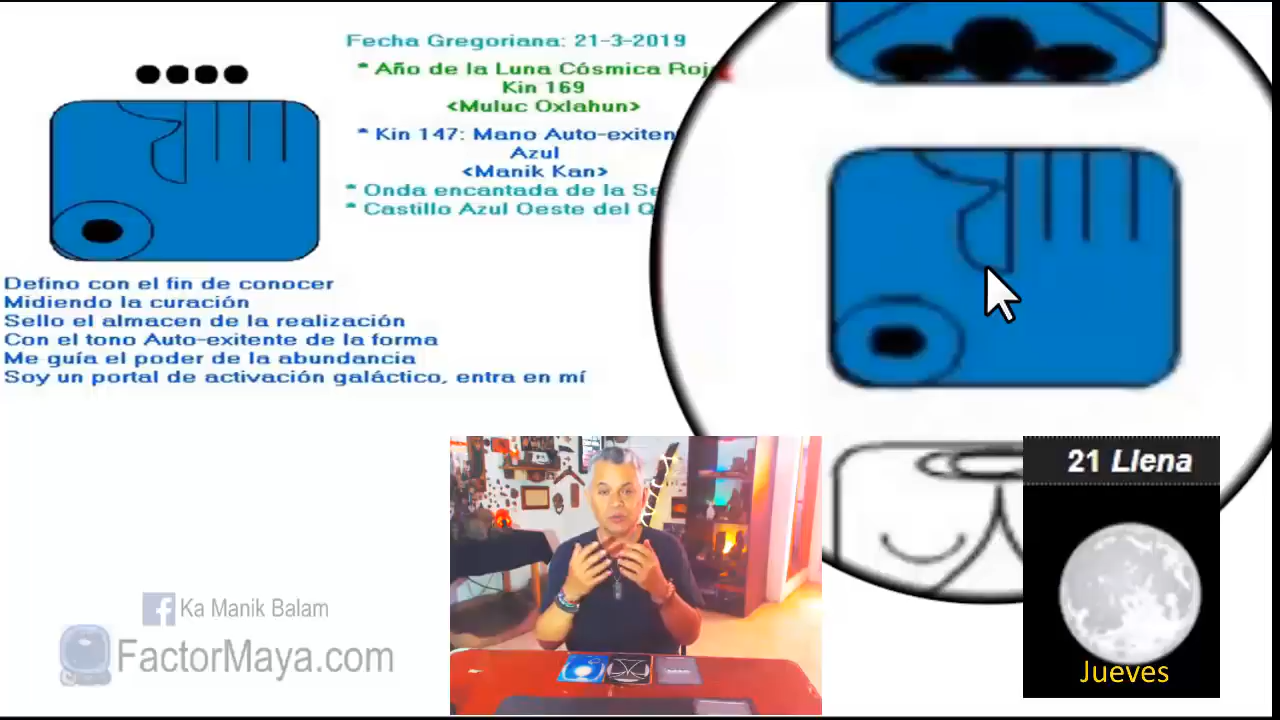 Fecha Gregoriana: 21-3-2019
* Año de la Luna Cósmica Roj
Kin 169
<Muluc Oxlahun>
* Kin 147: Mano Auto-exiten
Azul
<Manik Kan>
* Onda encantada de la Se
* Castillo Azul Oeste del
Defino con el fin de conocer
Midiendo la curación
Sello el almacen de la realización
Con el tono Auto-exitente de la forma
Me guía el poder de la abundancia
Soy un portal de activación galáctico, entra en mí
21 Llena
Jueves
f Ka Manik Balam
FactorMaya.com